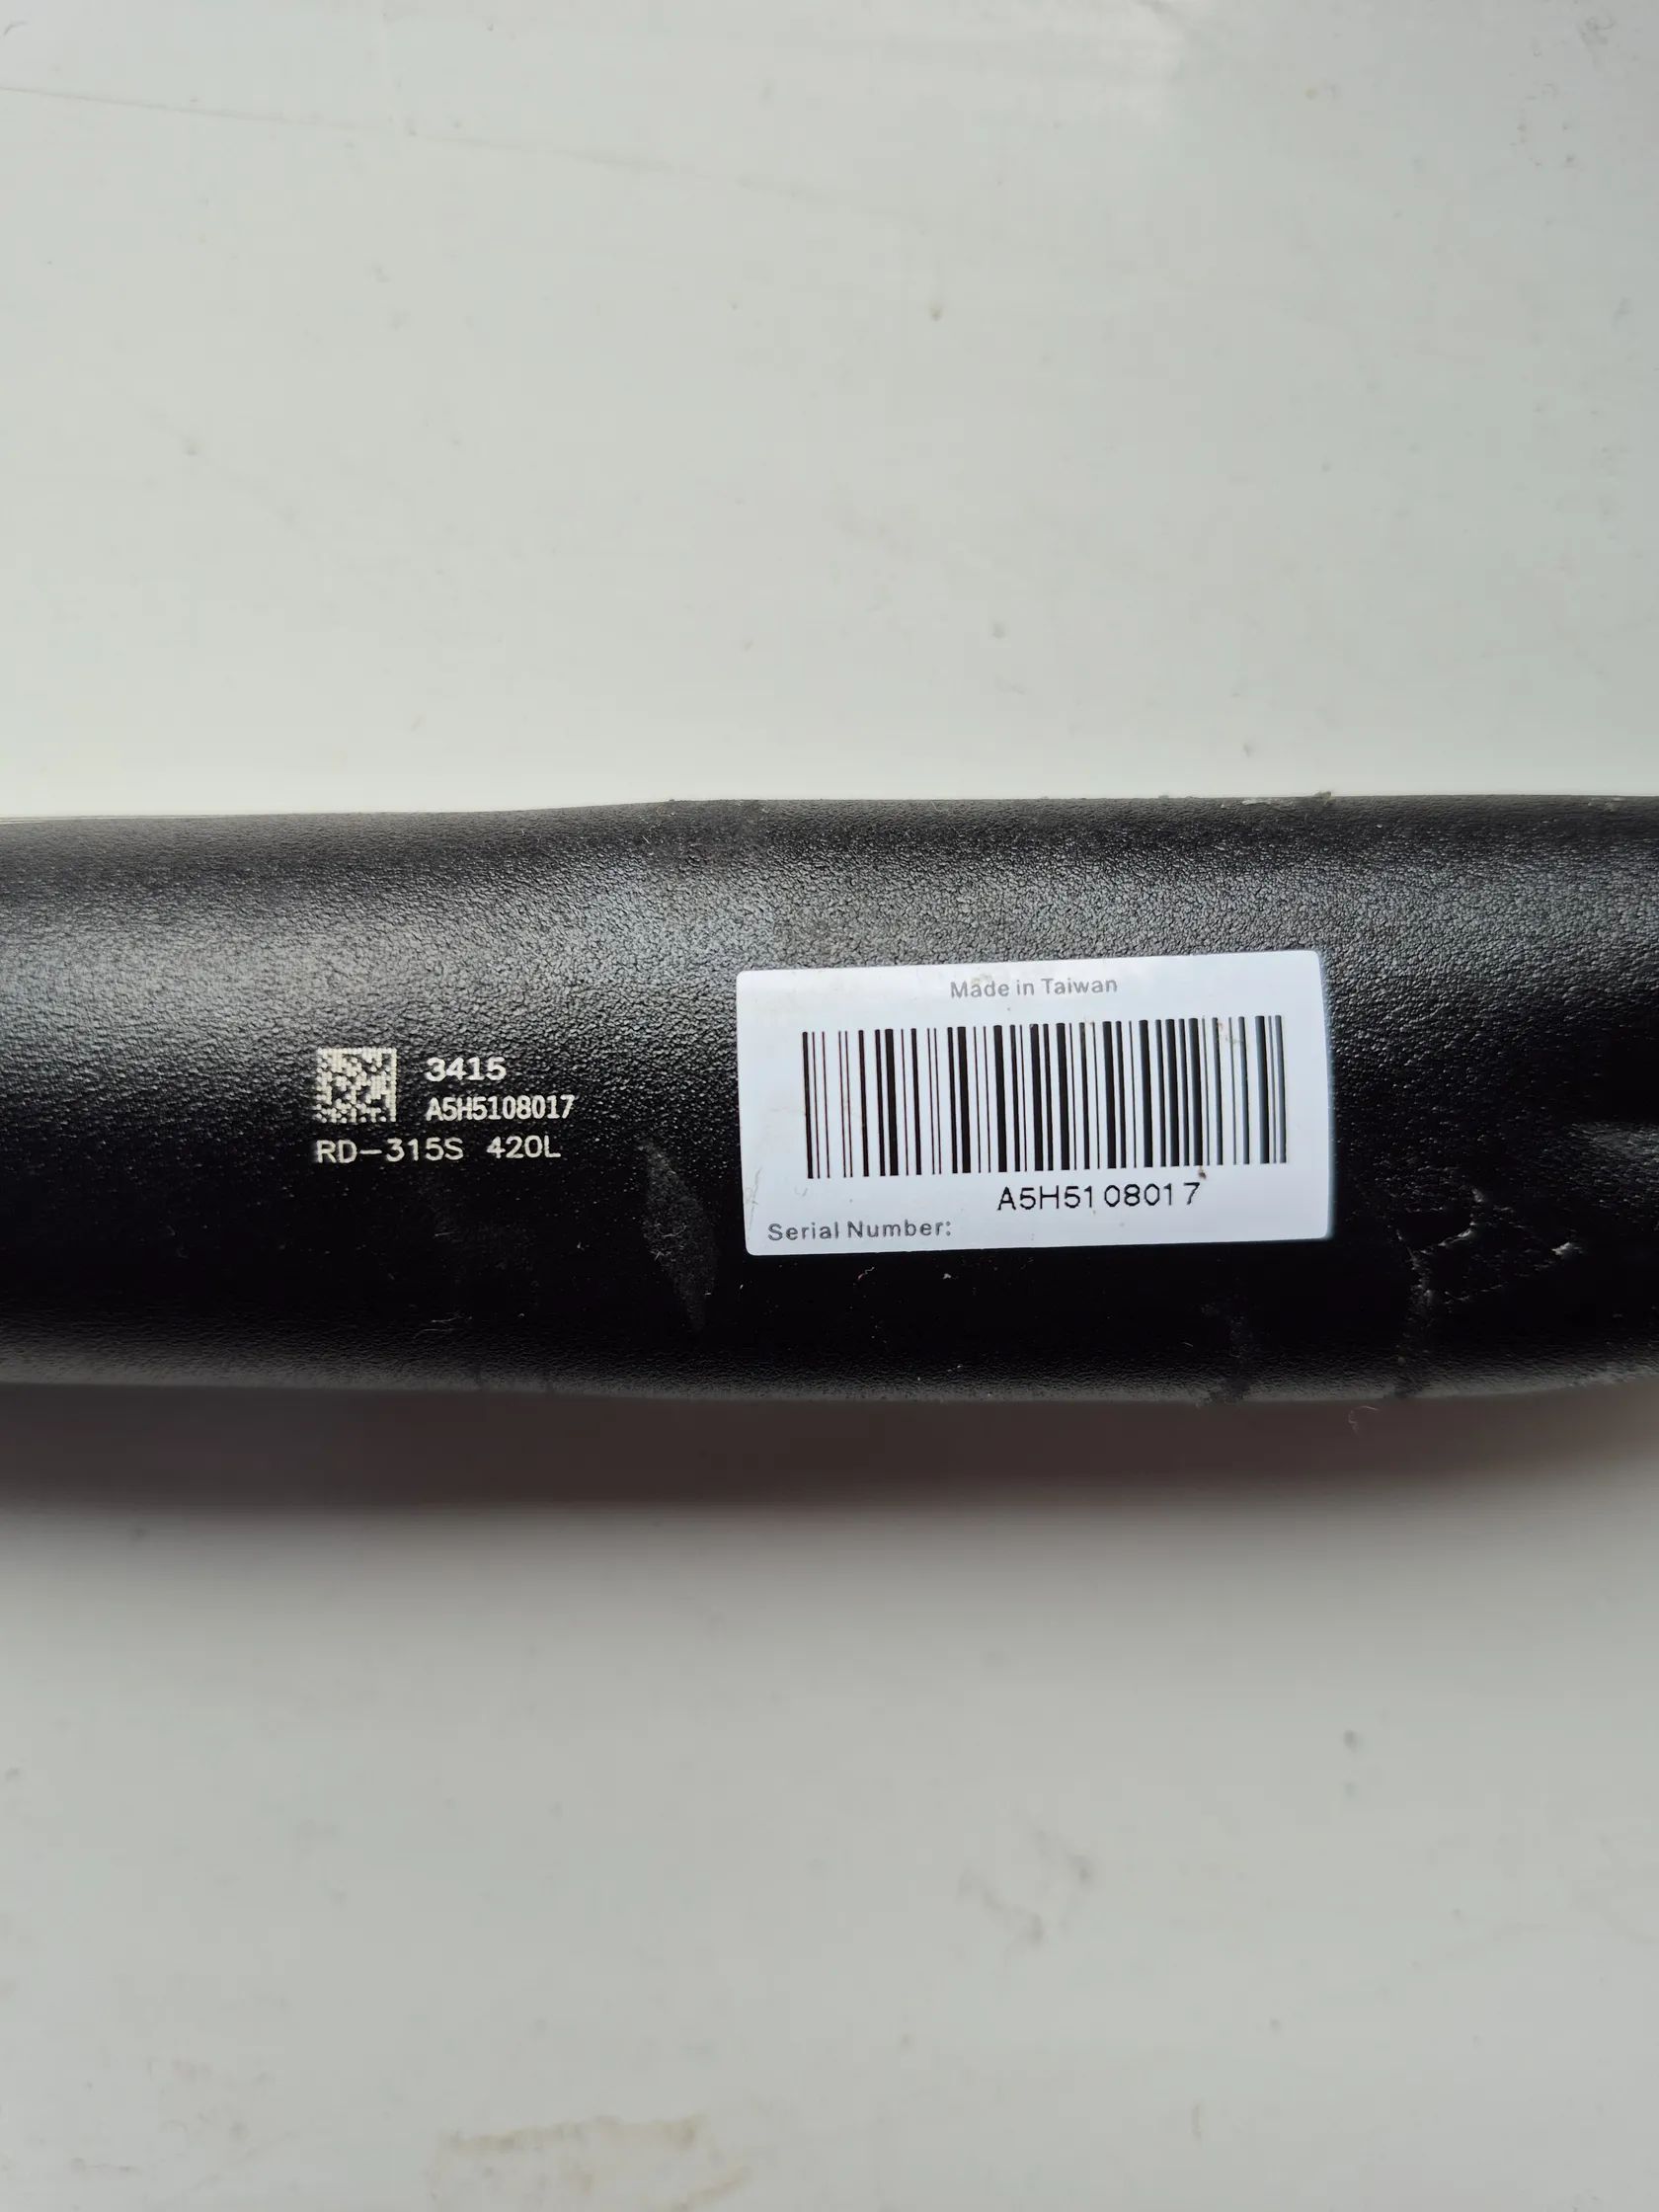 3415
A5H5108017
RD-315S 420L
Made in Taiwan
A5H5108017
Serial Number: